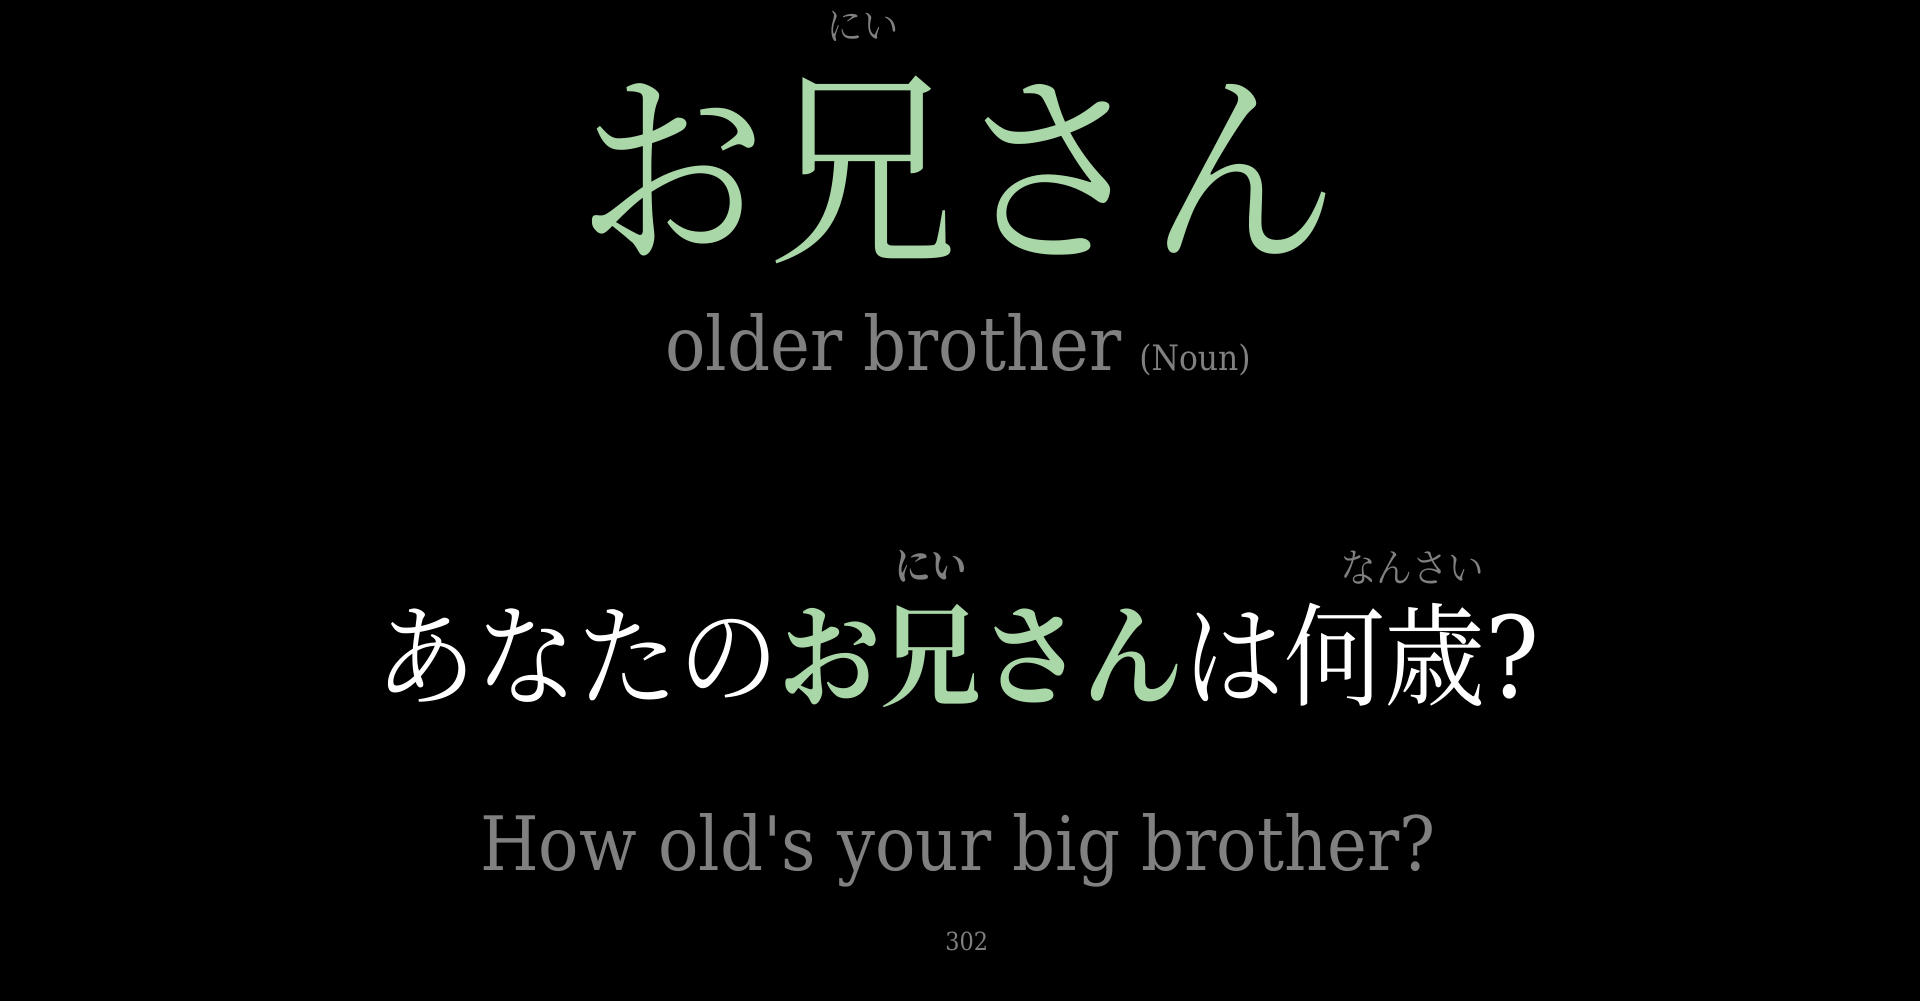 にい
お兄さん
older brother (Noun)
にい なんさい
あなたのお兄さんは何歳?
How old's your big brother?
302